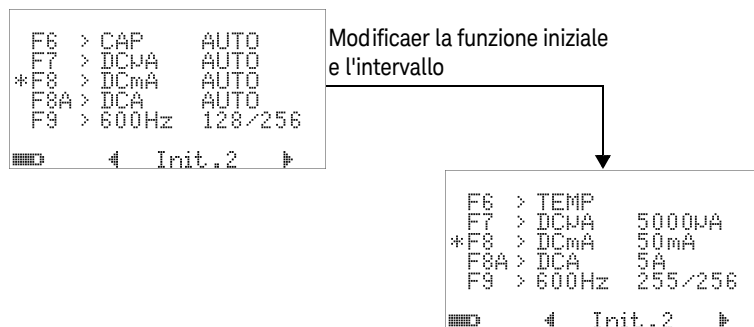 F6 > CAP AUTO
F7 > DCµA AUTO
*F8 > DCmA AUTO
F8A > DCA AUTO
F9 > 600Hz 128/256
Init.2
Modificaer la funzione iniziale
e l'intervallo
F6 > TEMP
F7 > DCµA 5000µA
*F8 > DCmA 50mA
F8A > DCA 5A
F9 > 600Hz 255/256
Init.2